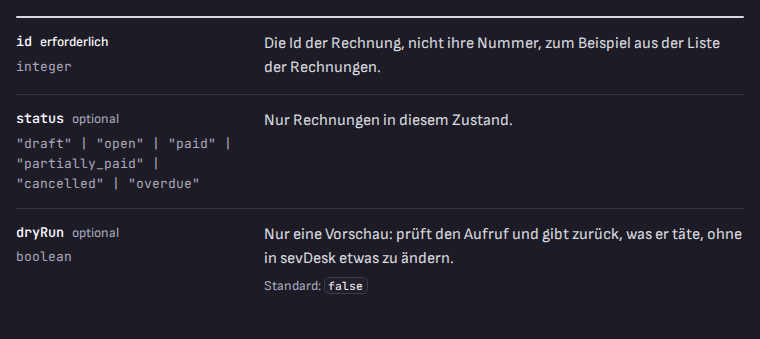 id erforderlich
integer
Die Id der Rechnung, nicht ihre Nummer, zum Beispiel aus der Liste
der Rechnungen.
status optional
"draft" | "open" | "paid" |
"partially_paid" |
"cancelled" | "overdue"
Nur Rechnungen in diesem Zustand.
dryRun optional
boolean
Nur eine Vorschau: prüft den Aufruf und gibt zurück, was er täte, ohne
in sevDesk etwas zu ändern.
Standard: false